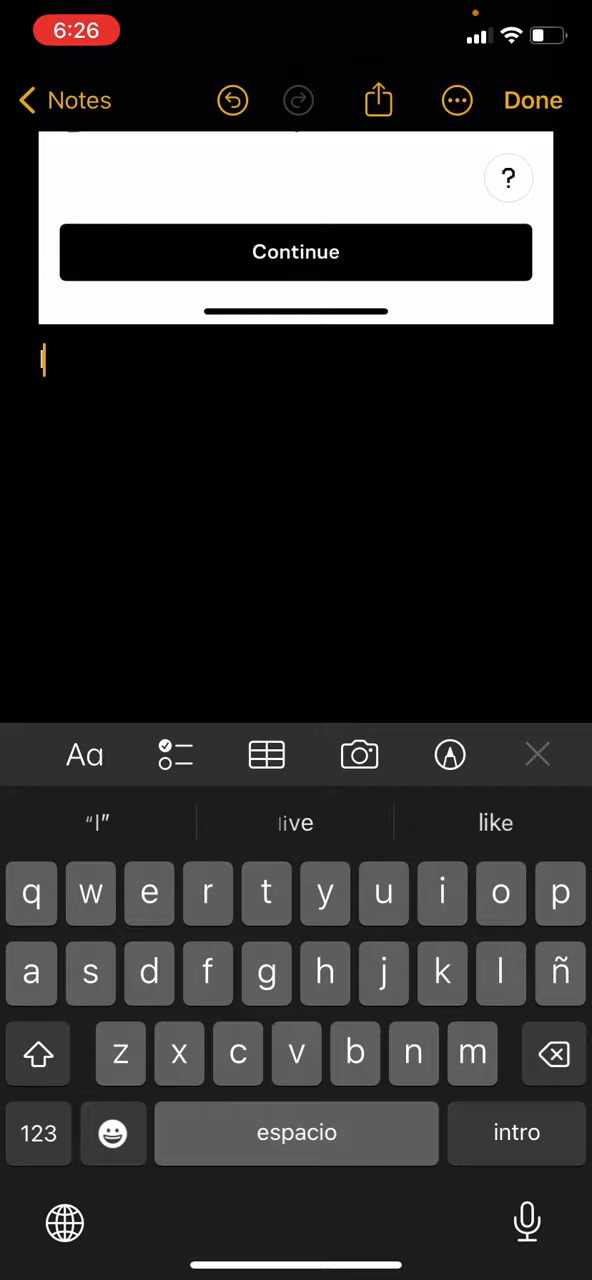 6:26
Notes
Done
?
Continue
l
Aa
“l”
live
like
q w e r t y u i o p
a s d f g h j k l ñ
z x c v b n m
123
espacio
intro